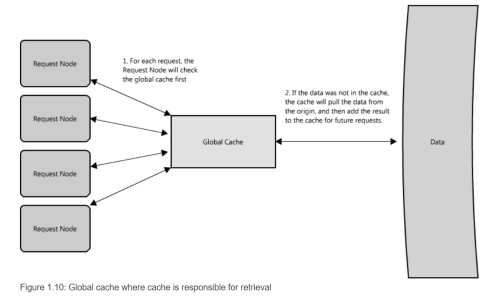 Request Node
1. For each request, the
Request Node will check
the global cache first
Request Node
2. If the data was not in the cache,
the cache will pull the data from
the origin, and then add the result
to the cache for future requests.
Global Cache
Data
Request Node
Request Node
Figure 1.10: Global cache where cache is responsible for retrieval